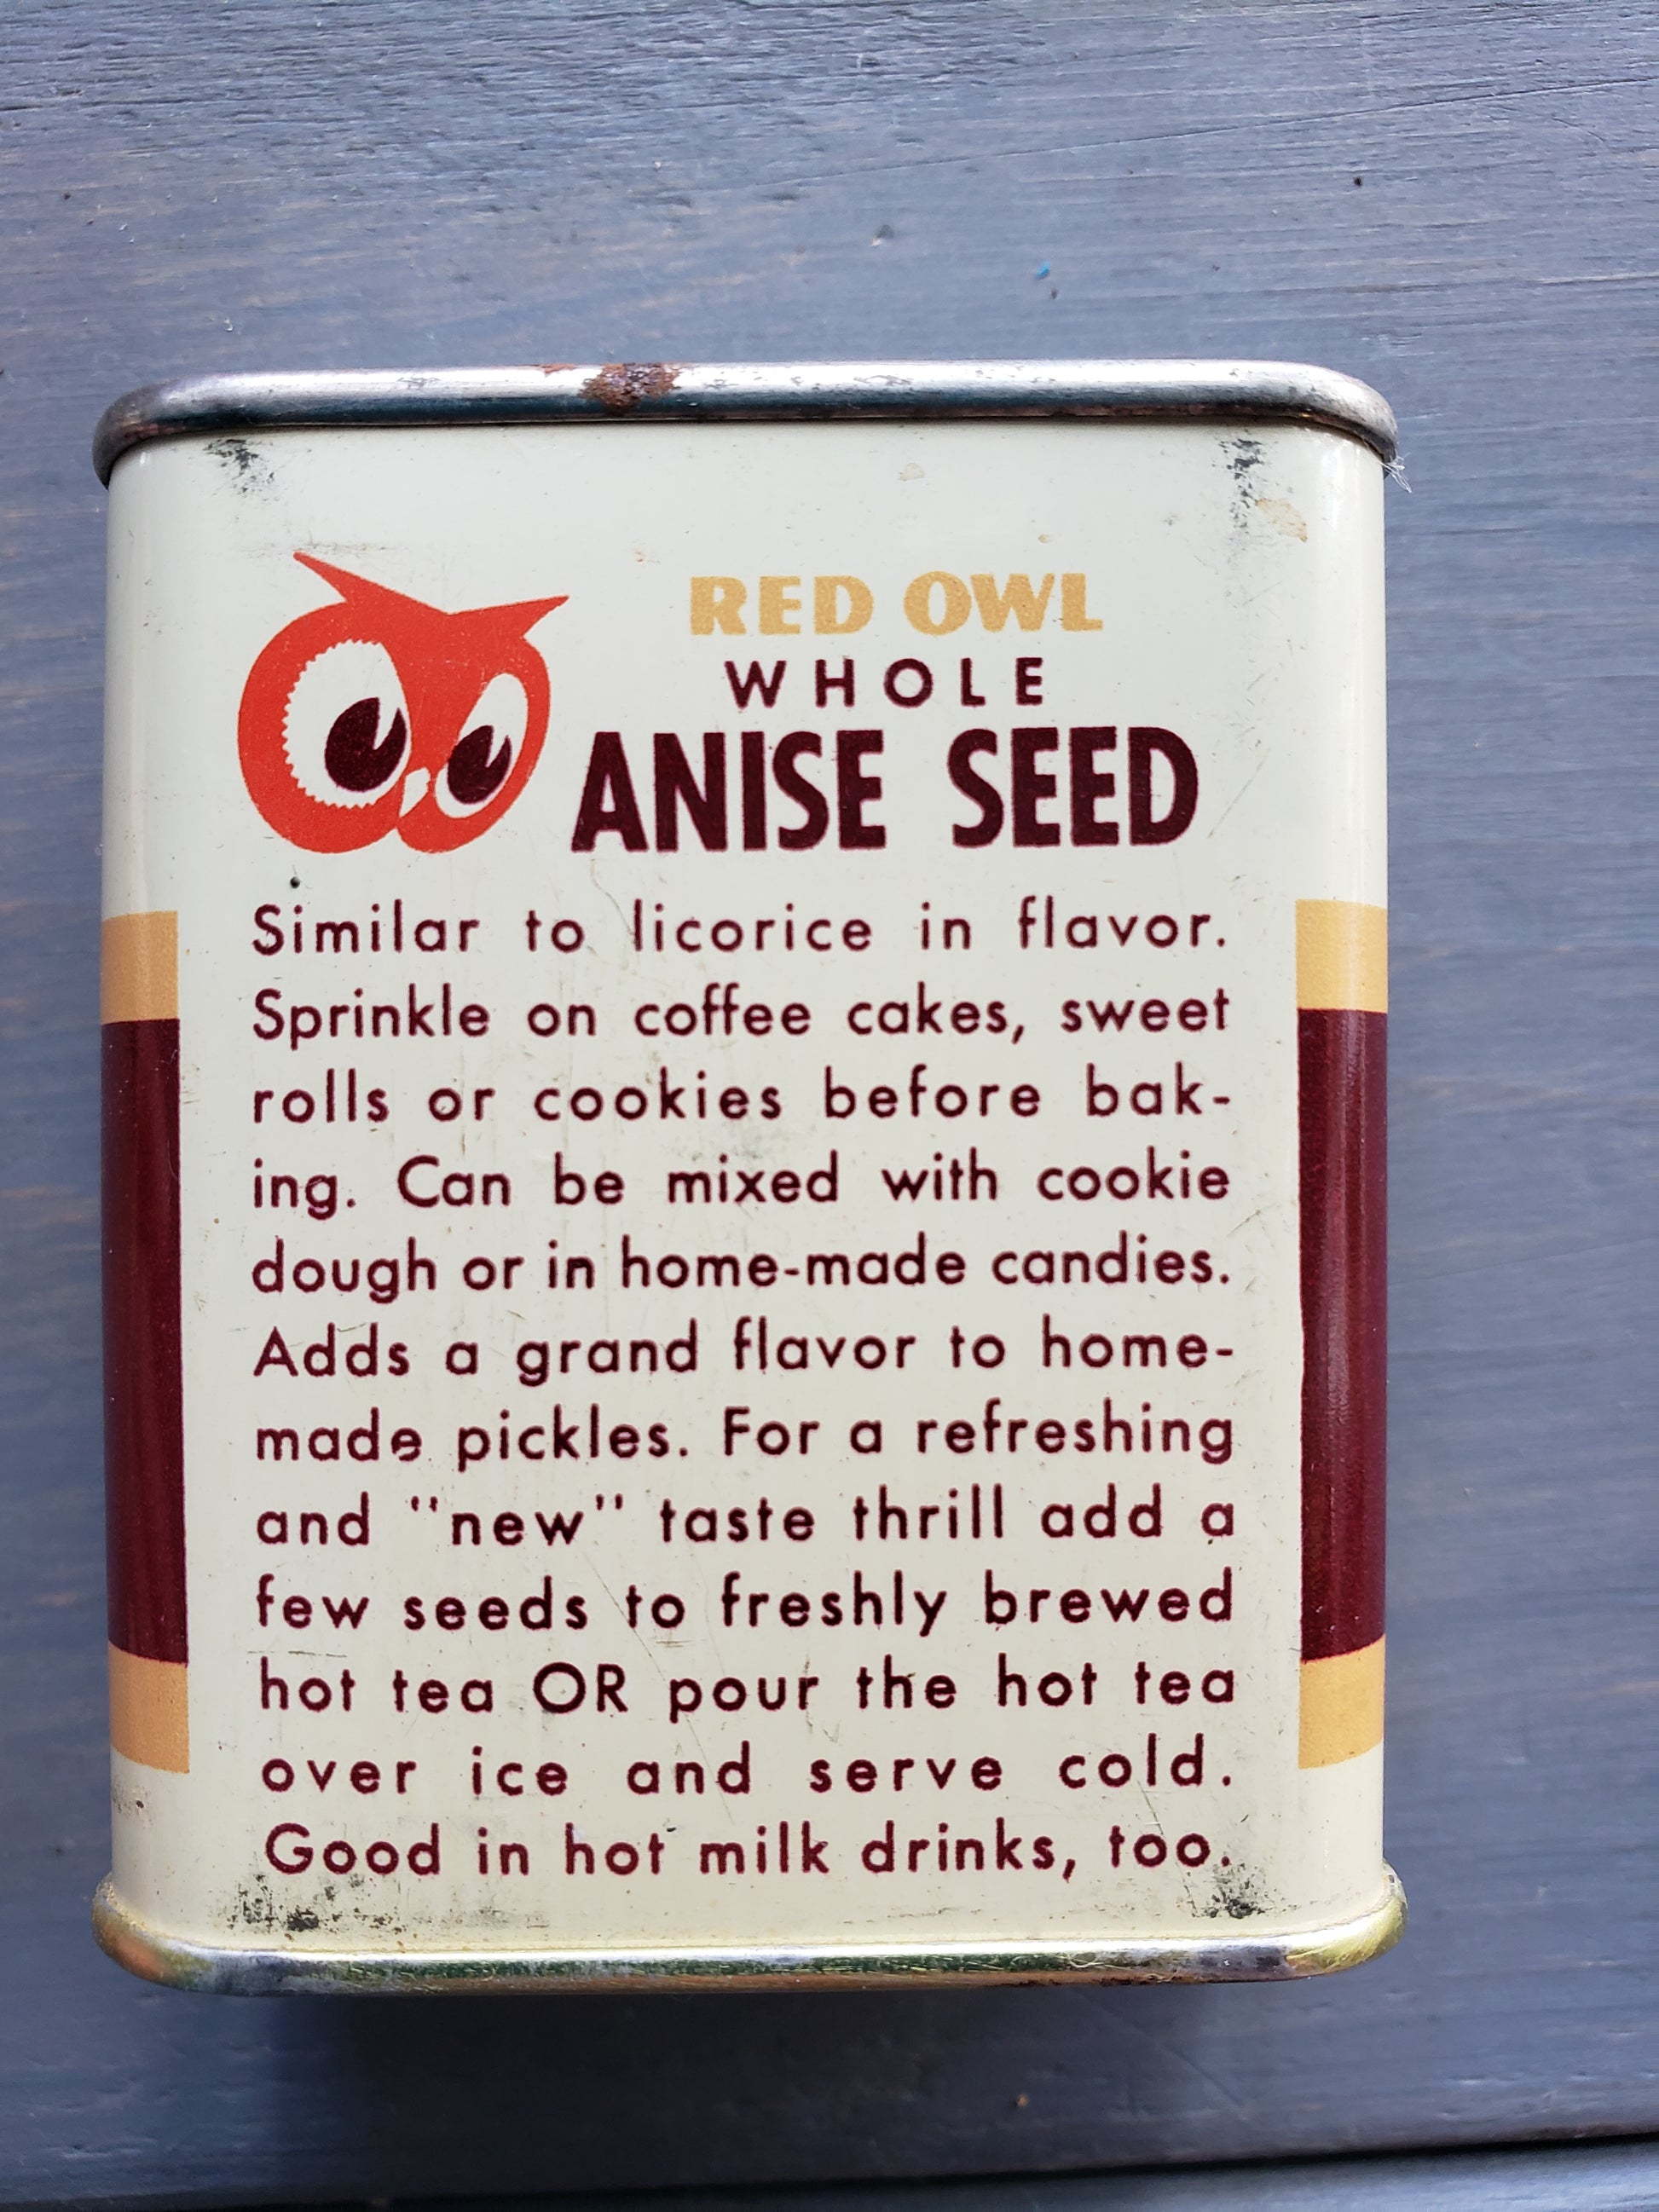 RED OWL
WHOLE
ANISE SEED
Similar to licorice in flavor.
Sprinkle on coffee cakes, sweet
rolls or cookies before bak-
ing. Can be mixed with cookie
dough or in home-made candies.
Adds a grand flavor to home-
made pickles. For a refreshing
and "new" taste thrill add a
few seeds to freshly brewed
hot tea OR pour the hot tea
over ice and serve cold.
Good in hot milk drinks, too.